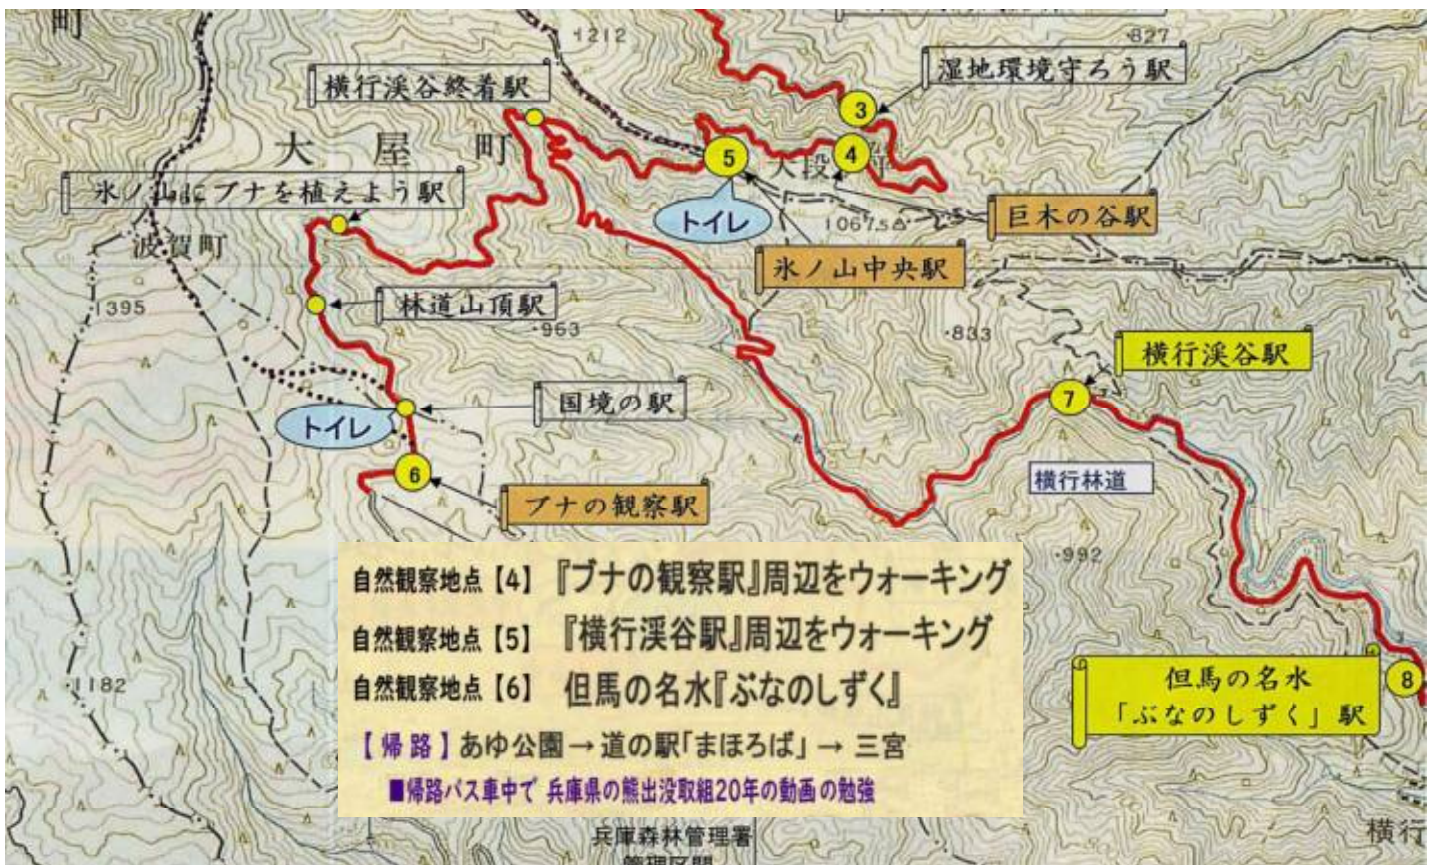 町
1212
827
湿地環境守ろう駅
横行渓谷終着駅
3
大屋町
5
大段
4
氷ノ山にブナを植えよう駅
トイレ
1067.5
巨木の谷駅
波賀町
氷ノ山中央駅
1395
林道山頂駅
963
833
横行渓谷駅
7
国境の駅
トイレ
6
横行林道
ブナの観察駅
992
自然観察地点【4】 『ブナの観察駅』周辺をウォーキング
自然観察地点【5】 『横行渓谷駅』周辺をウォーキング
自然観察地点【6】 但馬の名水『ぶなのしずく』
【帰路】あゆ公園→道の駅「まほろば」→ 三宮
■帰路バス車中で 兵庫県の熊出没取組20年の動画の勉強
1182
但馬の名水
「ぶなのしずく」駅
8
兵庫森林管理署
管理区間
横行